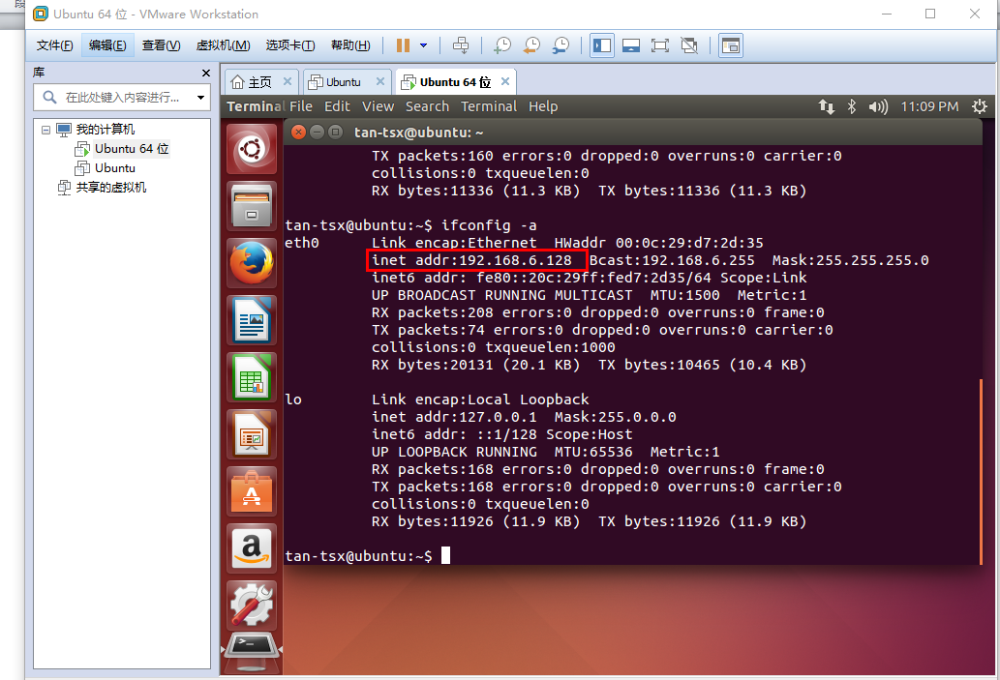 Ubuntu 64 位 - VMware Workstation
文件(F) 编辑(E) 查看(V) 虚拟机(M) 选项卡(T) 帮助(H)
库
在此处键入内容进行...
我的计算机
Ubuntu 64 位
Ubuntu
共享的虚拟机
主页 Ubuntu Ubuntu 64 位
Terminal File Edit View Search Terminal Help 11:09 PM
tan-tsx@ubuntu: ~
TX packets:160 errors:0 dropped:0 overruns:0 carrier:0
collisions:0 txqueuelen:0
RX bytes:11336 (11.3 KB)  TX bytes:11336 (11.3 KB)
tan-tsx@ubuntu:~$ ifconfig -a
eth0 Link encap:Ethernet  HWaddr 00:0c:29:d7:2d:35
inet addr:192.168.6.128  Bcast:192.168.6.255  Mask:255.255.255.0
inet6 addr: fe80::20c:29ff:fed7:2d35/64 Scope:Link
UP BROADCAST RUNNING MULTICAST  MTU:1500  Metric:1
RX packets:208 errors:0 dropped:0 overruns:0 frame:0
TX packets:74 errors:0 dropped:0 overruns:0 carrier:0
collisions:0 txqueuelen:1000
RX bytes:20131 (20.1 KB)  TX bytes:10465 (10.4 KB)
lo Link encap:Local Loopback
inet addr:127.0.0.1  Mask:255.0.0.0
inet6 addr: ::1/128 Scope:Host
UP LOOPBACK RUNNING  MTU:65536  Metric:1
RX packets:168 errors:0 dropped:0 overruns:0 frame:0
TX packets:168 errors:0 dropped:0 overruns:0 carrier:0
collisions:0 txqueuelen:0
RX bytes:11926 (11.9 KB)  TX bytes:11926 (11.9 KB)
tan-tsx@ubuntu:~$